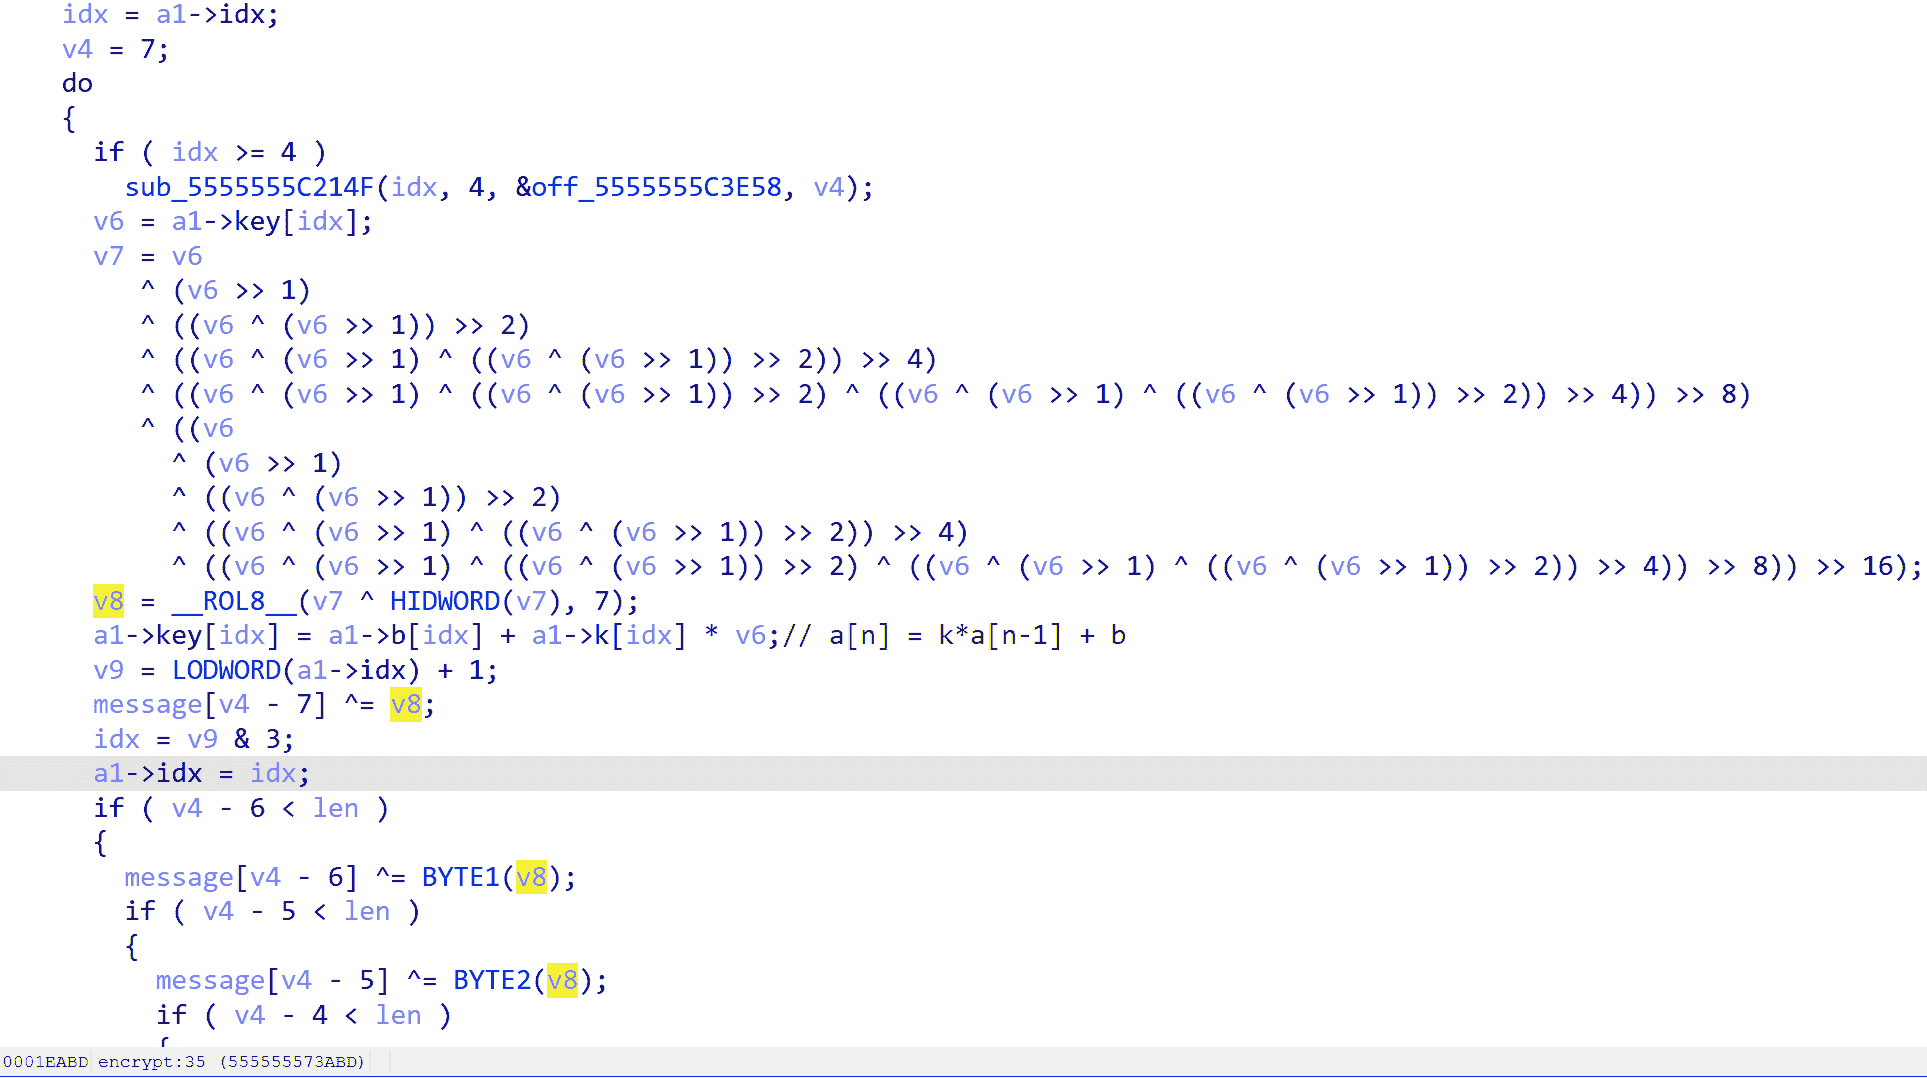 idx = a1->idx;
v4 = 7;
do
{
if ( idx >= 4 )
sub_5555555C214F(idx, 4, &off_5555555C3E58, v4);
v6 = a1->key[idx];
v7 = v6
^ (v6 >> 1)
^ ((v6 ^ (v6 >> 1)) >> 2)
^ ((v6 ^ (v6 >> 1) ^ ((v6 ^ (v6 >> 1)) >> 2)) >> 4)
^ ((v6 ^ (v6 >> 1) ^ ((v6 ^ (v6 >> 1)) >> 2) ^ ((v6 ^ (v6 >> 1) ^ ((v6 ^ (v6 >> 1)) >> 2)) >> 4)) >> 8)
^ ((v6
^ (v6 >> 1)
^ ((v6 ^ (v6 >> 1)) >> 2)
^ ((v6 ^ (v6 >> 1) ^ ((v6 ^ (v6 >> 1)) >> 2)) >> 4)
^ ((v6 ^ (v6 >> 1) ^ ((v6 ^ (v6 >> 1)) >> 2) ^ ((v6 ^ (v6 >> 1) ^ ((v6 ^ (v6 >> 1)) >> 2)) >> 4)) >> 8)) >> 16);
v8 = __ROL8__(v7 ^ HIDWORD(v7), 7);
a1->key[idx] = a1->b[idx] + a1->k[idx] * v6;// a[n] = k*a[n-1] + b
v9 = LODWORD(a1->idx) + 1;
message[v4 - 7] ^= v8;
idx = v9 & 3;
a1->idx = idx;
if ( v4 - 6 < len )
{
message[v4 - 6] ^= BYTE1(v8);
if ( v4 - 5 < len )
{
message[v4 - 5] ^= BYTE2(v8);
if ( v4 - 4 < len )
{
0001EABD encrypt:35 (555555573ABD)